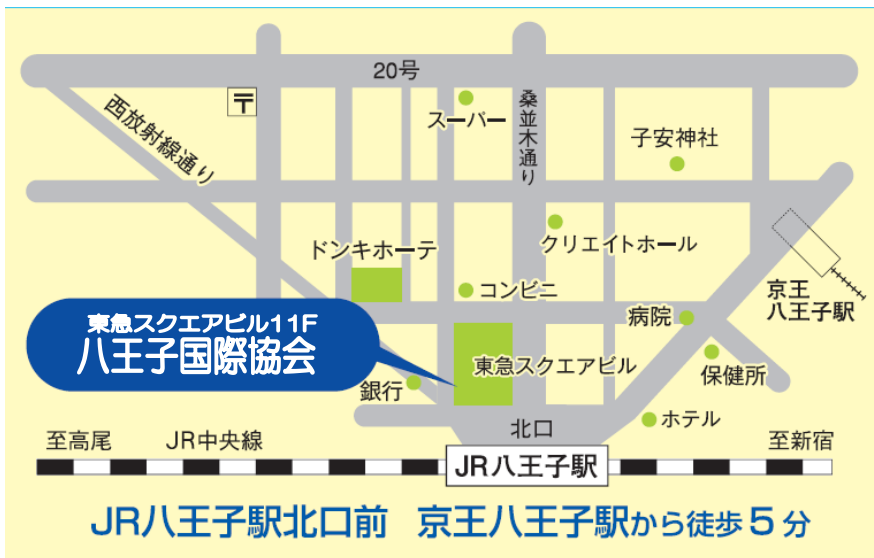 20号
〒
スーパー
桑並木通り
西放射線通り
子安神社
ドンキホーテ
クリエイトホール
コンビニ
京王
八王子駅
東急スクエアビル11F
八王子国際協会
病院
東急スクエアビル
保健所
銀行
ホテル
北口
至高尾
JR中央線
至新宿
JR八王子駅
JR八王子駅北口前 京王八王子駅から徒歩5分